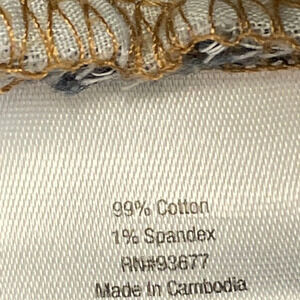 99% Cotton
1% Spandex
RN#93677
Made In Cambodia